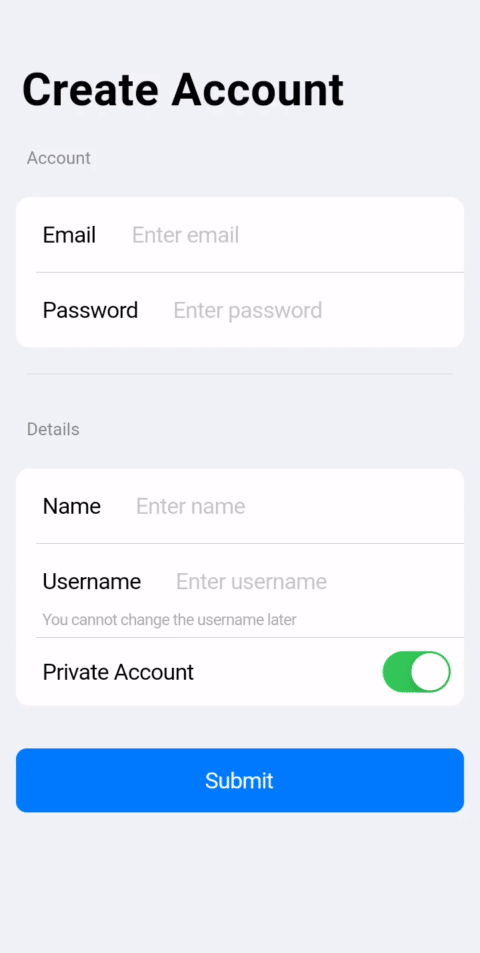 Create Account
Account
Email Enter email
Password Enter password
Details
Name Enter name
Username Enter username
You cannot change the username later
Private Account
Submit